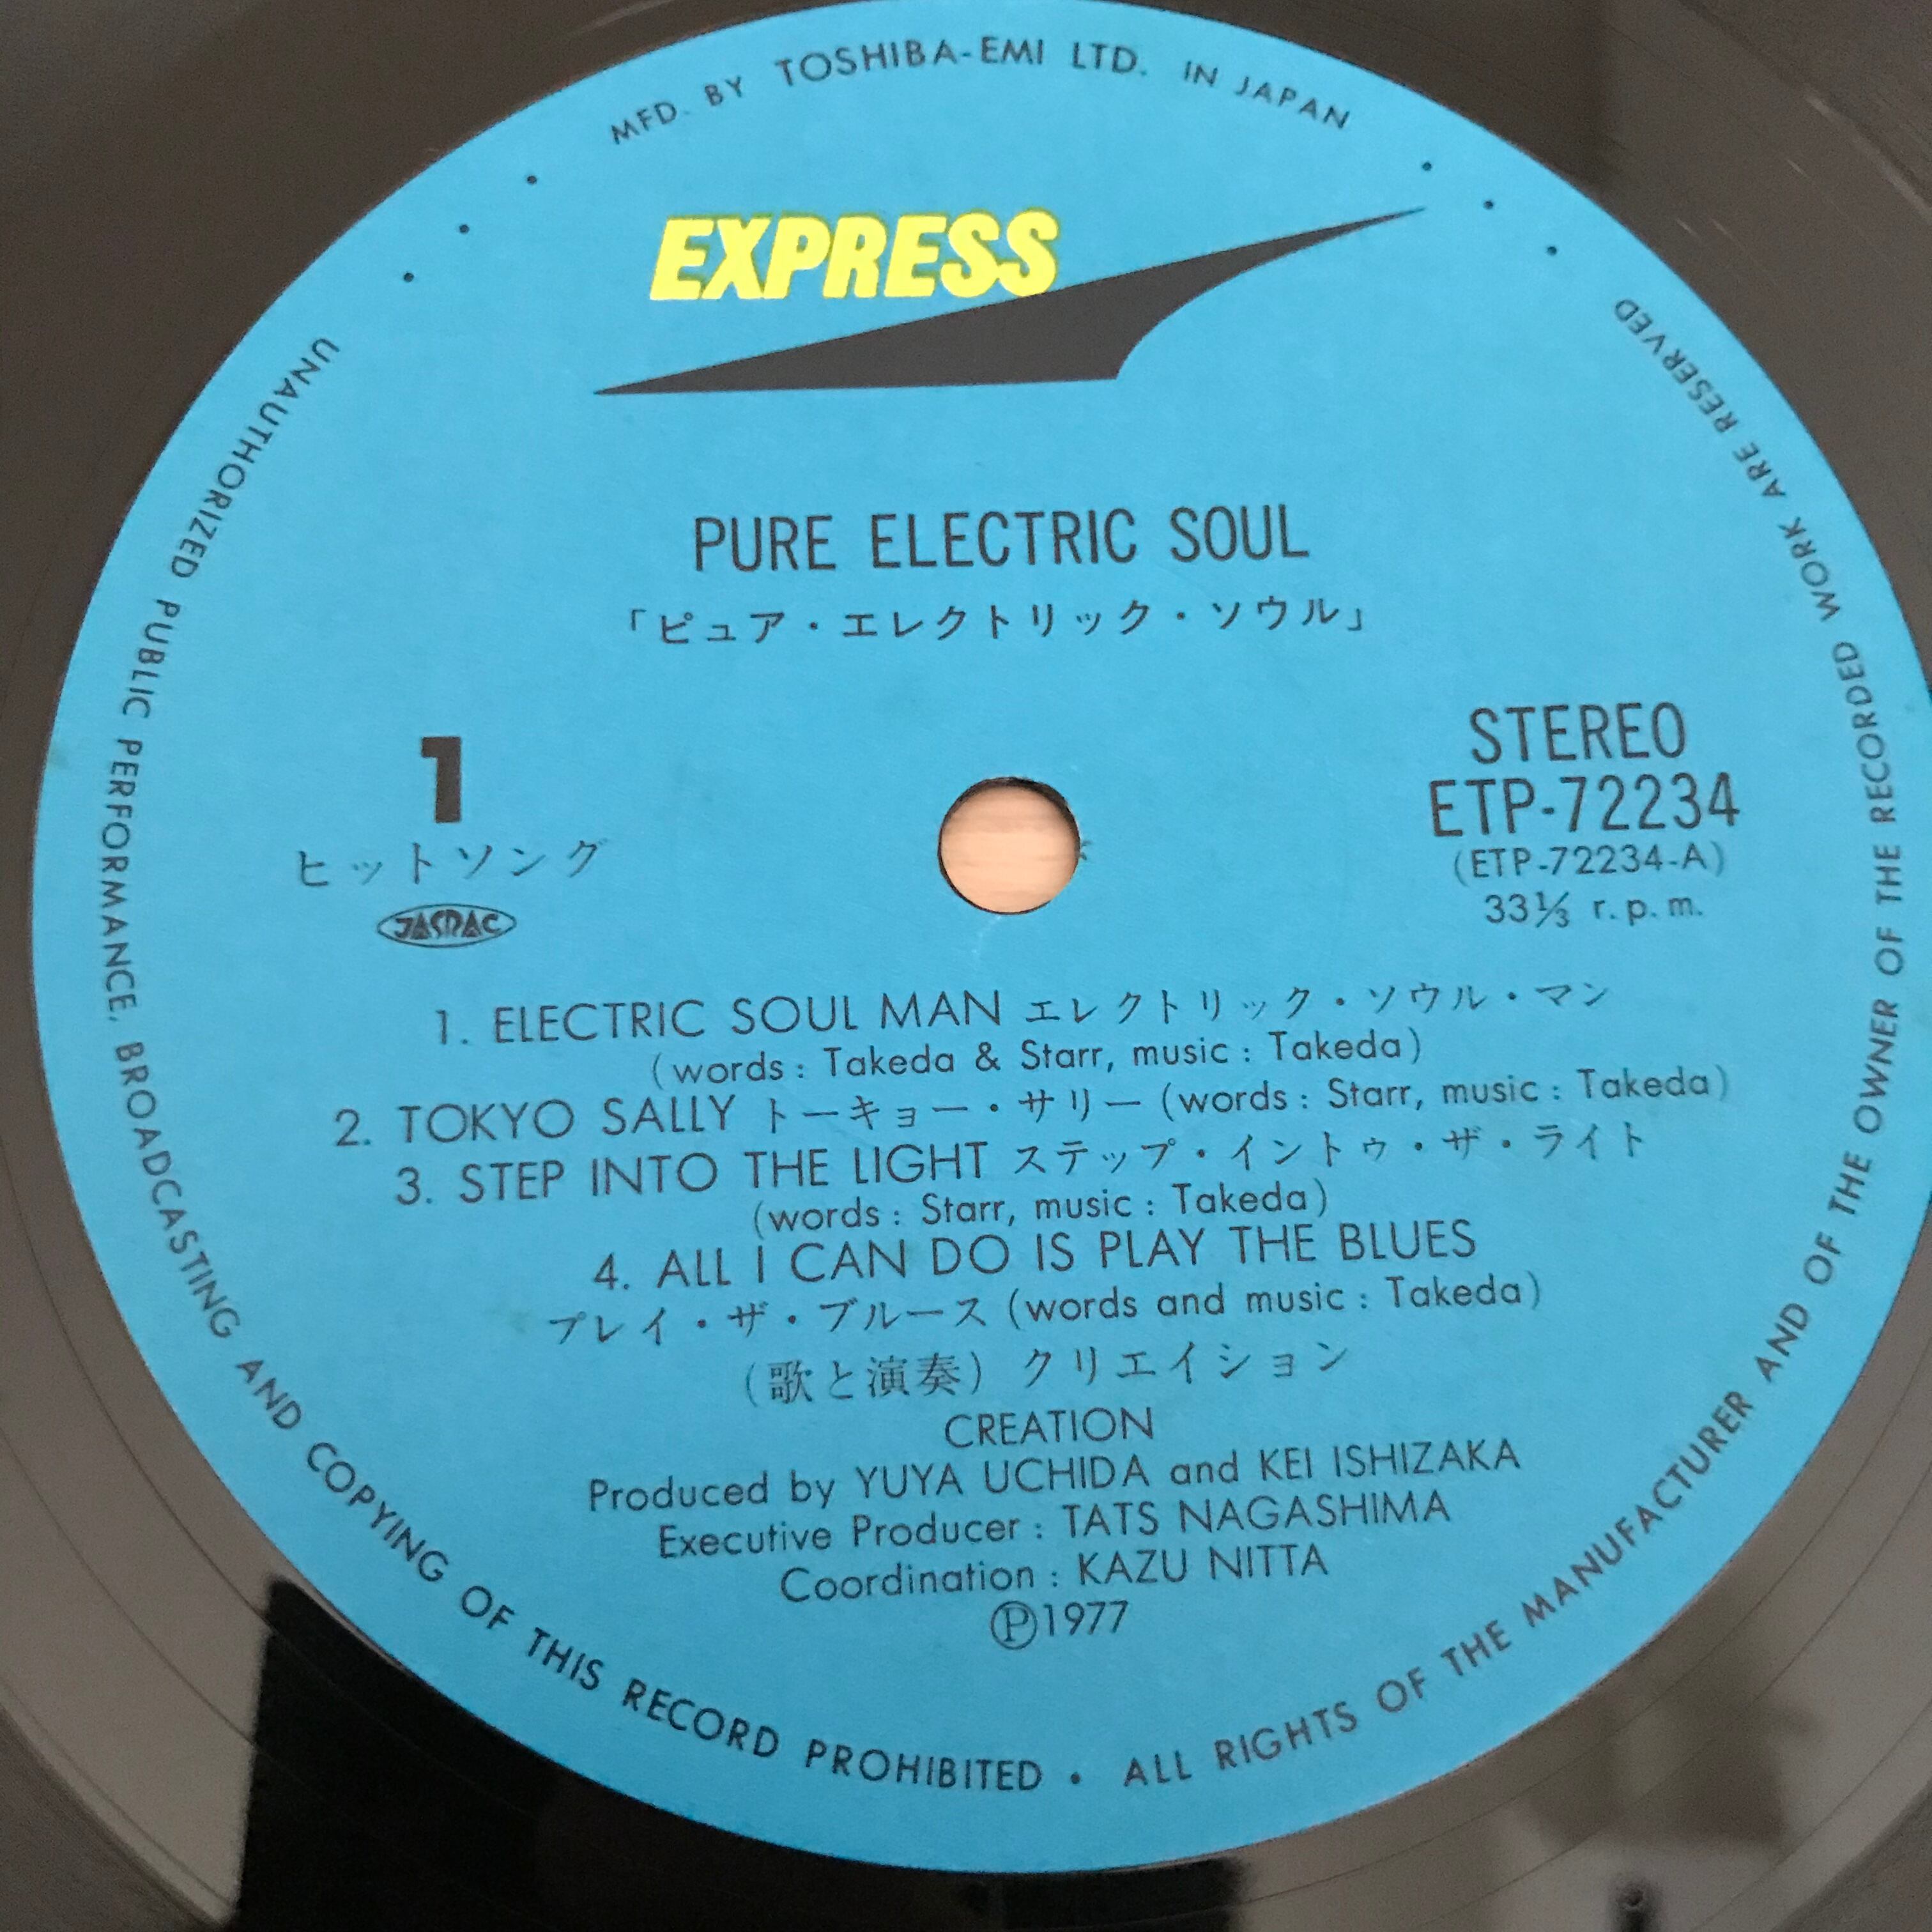 MFD. BY TOSHIBA-EMI LTD. IN JAPAN
EXPRESS
PURE ELECTRIC SOUL
「ピュア・エレクトリック・ソウル」
1
ヒットソング
JASRAC
STEREO
ETP-72234
(ETP-72234-A)
33⅓ r.p.m.
1. ELECTRIC SOUL MAN エレクトリック・ソウル・マン
(words : Takeda & Starr, music : Takeda)
2. TOKYO SALLY トーキョー・サリー (words : Starr, music : Takeda)
3. STEP INTO THE LIGHT ステップ・イントゥ・ザ・ライト
(words : Starr, music : Takeda)
4. ALL I CAN DO IS PLAY THE BLUES
プレイ・ザ・ブルース (words and music : Takeda)
(歌と演奏) クリエイション
CREATION
Produced by YUYA UCHIDA and KEI ISHIZAKA
Executive Producer : TATS NAGASHIMA
Coordination : KAZU NITTA
Ⓟ1977
UNAUTHORIZED PUBLIC PERFORMANCE, BROADCASTING AND COPYING OF THIS RECORD PROHIBITED • ALL RIGHTS OF THE MANUFACTURER AND OF THE OWNER OF THE RECORDED WORK ARE RESERVED